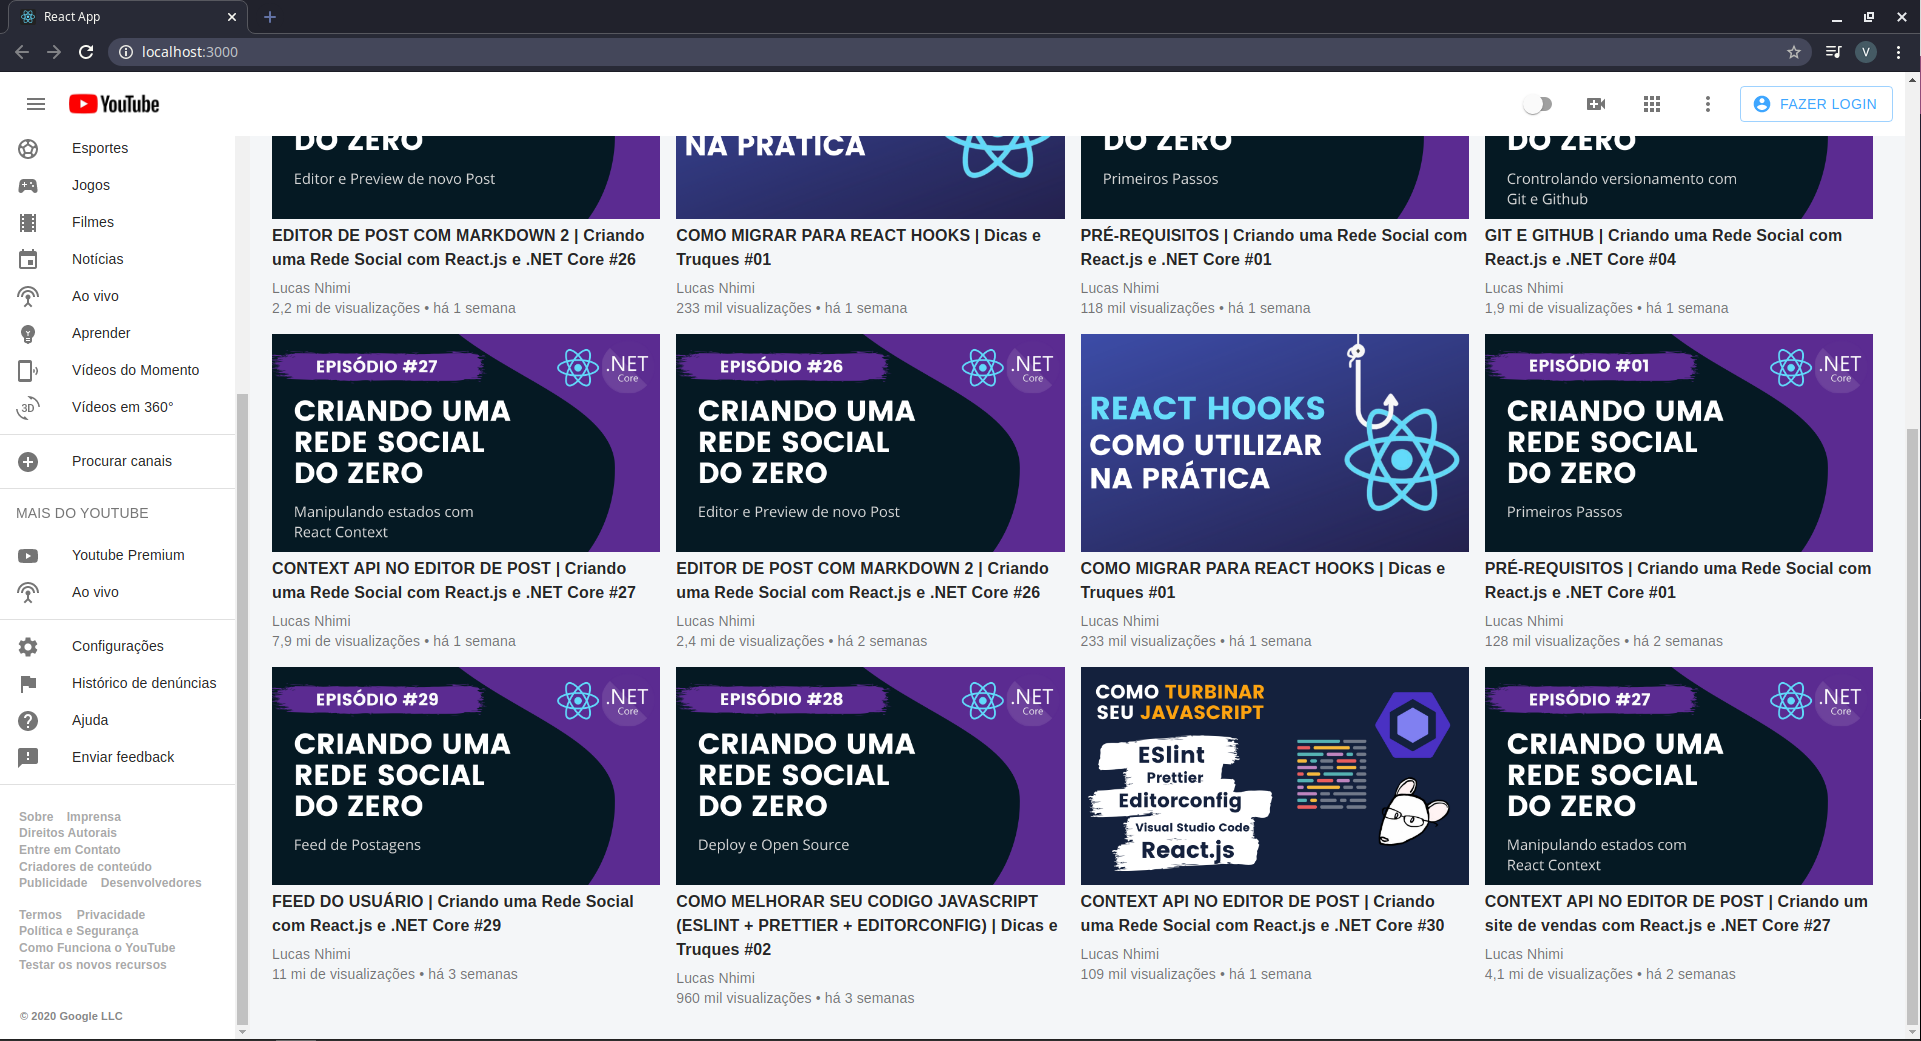 React App
localhost:3000
YouTube
FAZER LOGIN
Esportes
Jogos
Filmes
Notícias
Ao vivo
Aprender
Vídeos do Momento
3D
Vídeos em 360°
Procurar canais
MAIS DO YOUTUBE
Youtube Premium
Ao vivo
Configurações
Histórico de denúncias
Ajuda
Enviar feedback
Sobre Imprensa
Direitos Autorais
Entre em Contato
Criadores de conteúdo
Publicidade Desenvolvedores
Termos Privacidade
Política e Segurança
Como Funciona o YouTube
Testar os novos recursos
© 2020 Google LLC
DO ZERO
Editor e Preview de novo Post
EDITOR DE POST COM MARKDOWN 2 | Criando
uma Rede Social com React.js e .NET Core #26
Lucas Nhimi
2,2 mi de visualizações • há 1 semana
NA PRÁTICA
COMO MIGRAR PARA REACT HOOKS | Dicas e
Truques #01
Lucas Nhimi
233 mil visualizações • há 1 semana
DO ZERO
Primeiros Passos
PRÉ-REQUISITOS | Criando uma Rede Social com
React.js e .NET Core #01
Lucas Nhimi
118 mil visualizações • há 1 semana
DO ZERO
Crontrolando versionamento com
Git e Github
GIT E GITHUB | Criando uma Rede Social com
React.js e .NET Core #04
Lucas Nhimi
1,9 mi de visualizações • há 1 semana
EPISÓDIO #27
.NET
Core
CRIANDO UMA
REDE SOCIAL
DO ZERO
Manipulando estados com
React Context
CONTEXT API NO EDITOR DE POST | Criando
uma Rede Social com React.js e .NET Core #27
Lucas Nhimi
7,9 mi de visualizações • há 1 semana
EPISÓDIO #26
.NET
Core
CRIANDO UMA
REDE SOCIAL
DO ZERO
Editor e Preview de novo Post
EDITOR DE POST COM MARKDOWN 2 | Criando
uma Rede Social com React.js e .NET Core #26
Lucas Nhimi
2,4 mi de visualizações • há 2 semanas
REACT HOOKS
COMO UTILIZAR
NA PRÁTICA
COMO MIGRAR PARA REACT HOOKS | Dicas e
Truques #01
Lucas Nhimi
233 mil visualizações • há 1 semana
EPISÓDIO #01
.NET
Core
CRIANDO UMA
REDE SOCIAL
DO ZERO
Primeiros Passos
PRÉ-REQUISITOS | Criando uma Rede Social com
React.js e .NET Core #01
Lucas Nhimi
128 mil visualizações • há 2 semanas
EPISÓDIO #29
.NET
Core
CRIANDO UMA
REDE SOCIAL
DO ZERO
Feed de Postagens
FEED DO USUÁRIO | Criando uma Rede Social
com React.js e .NET Core #29
Lucas Nhimi
11 mi de visualizações • há 3 semanas
EPISÓDIO #28
.NET
Core
CRIANDO UMA
REDE SOCIAL
DO ZERO
Deploy e Open Source
COMO MELHORAR SEU CODIGO JAVASCRIPT
(ESLINT + PRETTIER + EDITORCONFIG) | Dicas e
Truques #02
Lucas Nhimi
960 mil visualizações • há 3 semanas
COMO TURBINAR
SEU JAVASCRIPT
ESlint
Prettier
Editorconfig
Visual Studio Code
React.js
CONTEXT API NO EDITOR DE POST | Criando
uma Rede Social com React.js e .NET Core #30
Lucas Nhimi
109 mil visualizações • há 1 semana
EPISÓDIO #27
.NET
Core
CRIANDO UMA
REDE SOCIAL
DO ZERO
Manipulando estados com
React Context
CONTEXT API NO EDITOR DE POST | Criando um
site de vendas com React.js e .NET Core #27
Lucas Nhimi
4,1 mi de visualizações • há 2 semanas
V